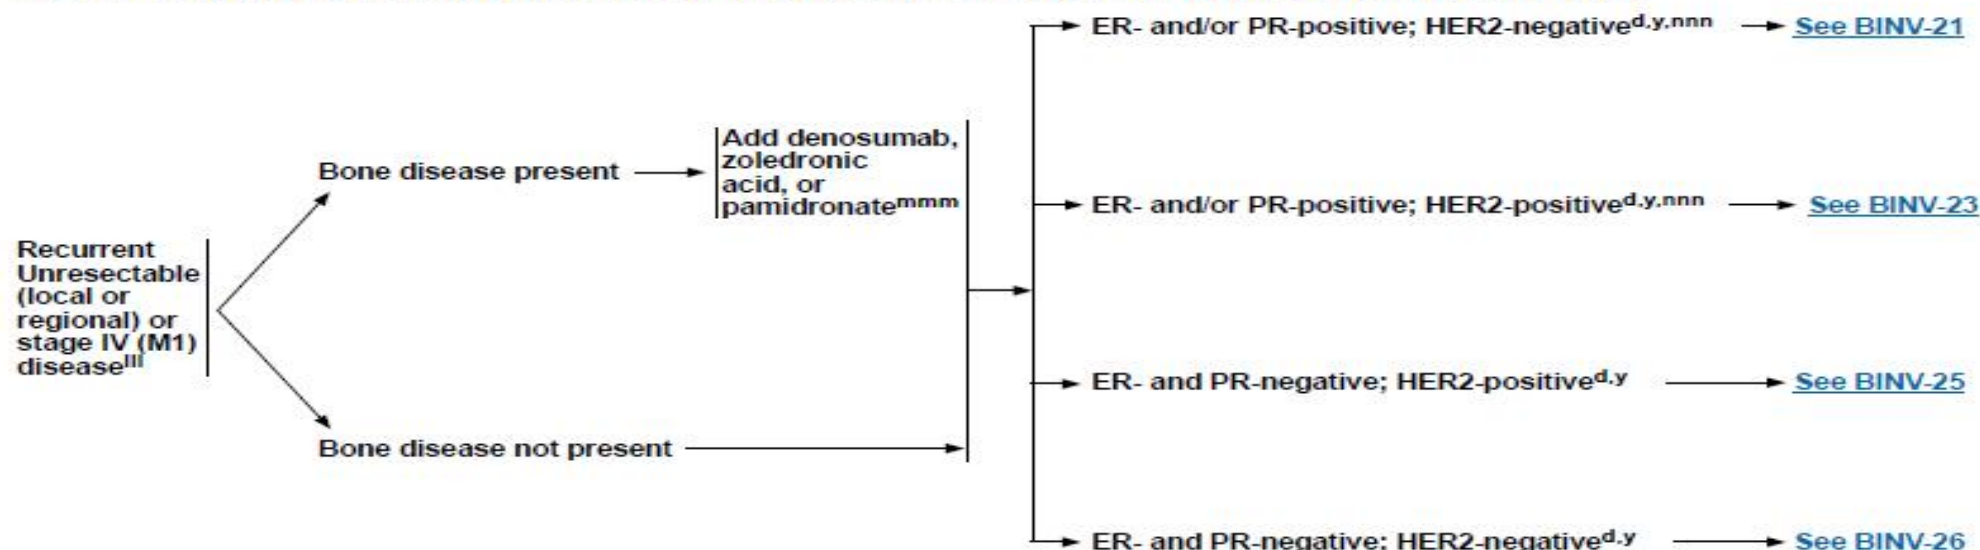 ER- and/or PR-positive; HER2-negatived,y,nnn
See BINV-21
Bone disease present
Add denosumab,
zoledronic
acid, or
pamidronatemmm
ER- and/or PR-positive; HER2-positived,y,nnn
See BINV-23
Recurrent
Unresectable
(local or
regional) or
stage IV (M1)
diseaselll
ER- and PR-negative; HER2-positived,y
See BINV-25
Bone disease not present
ER- and PR-negative; HER2-negatived,y
See BINV-26